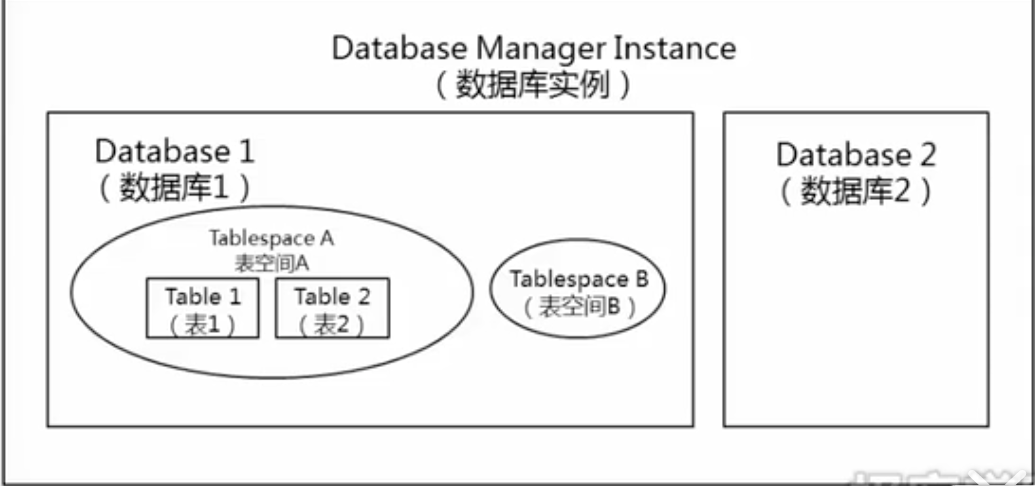 Database Manager Instance
（数据库实例）
Database 1
（数据库1）
Tablespace A
表空间A
Table 1
（表1）
Table 2
（表2）
Tablespace B
（表空间B）
Database 2
（数据库2）